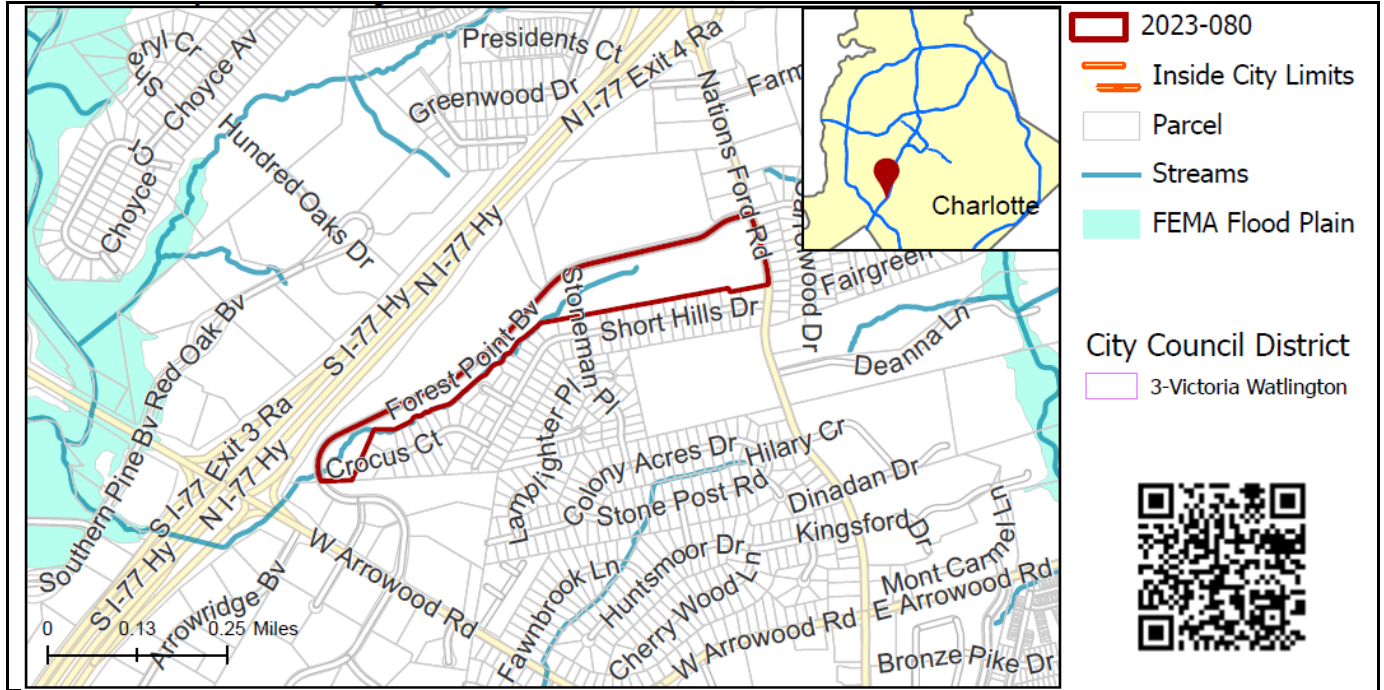 Presidents Ct
eryl Cr
Sh
Choyce Av
Greenwood Dr
N I-77 Exit 4 Ra
Nations Ford Rd
Farm
Hundred Oaks Dr
Choyce Ct
N I-77 Hy
S I-77 Hy
Stoneman Pl
Short Hills Dr
Fairgreen
Deanna Ln
Forest Point Bv
Red Oak Bv
Southern Pine Bv
S I-77 Exit 3 Ra
N I-77 Hy
S I-77 Hy
Crocus Ct
Lamplighter Pl
Colony Acres Dr
Hilary Cr
Stone Post Rd
Dinadan Dr
Kingsford Dr
W Arrowood Rd
Arrowridge Bv
Fawnbrook Ln
Huntsmoor Dr
Cherry Wood Ln
Mont Carmel Ln
E Arrowood Rd
W Arrowood Rd
Bronze Pike Dr
0 0.13 0.25 Miles
Charlotte
2023-080
Inside City Limits
Parcel
Streams
FEMA Flood Plain
City Council District
3-Victoria Watlington